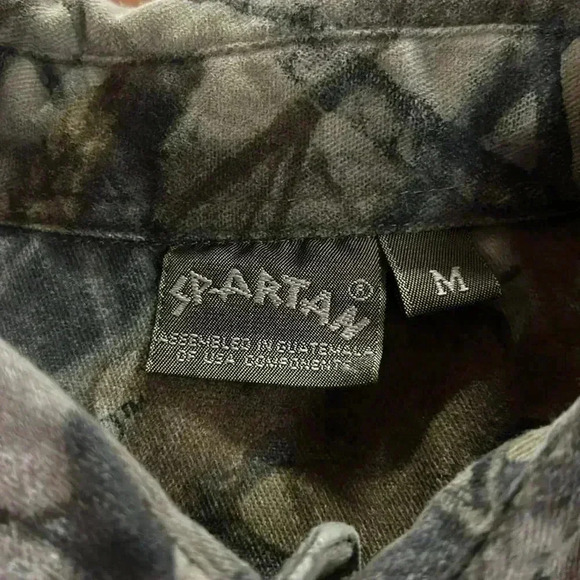 SPARTAN®
M
ASSEMBLED IN GUATEMALA
OF USA COMPONENTS